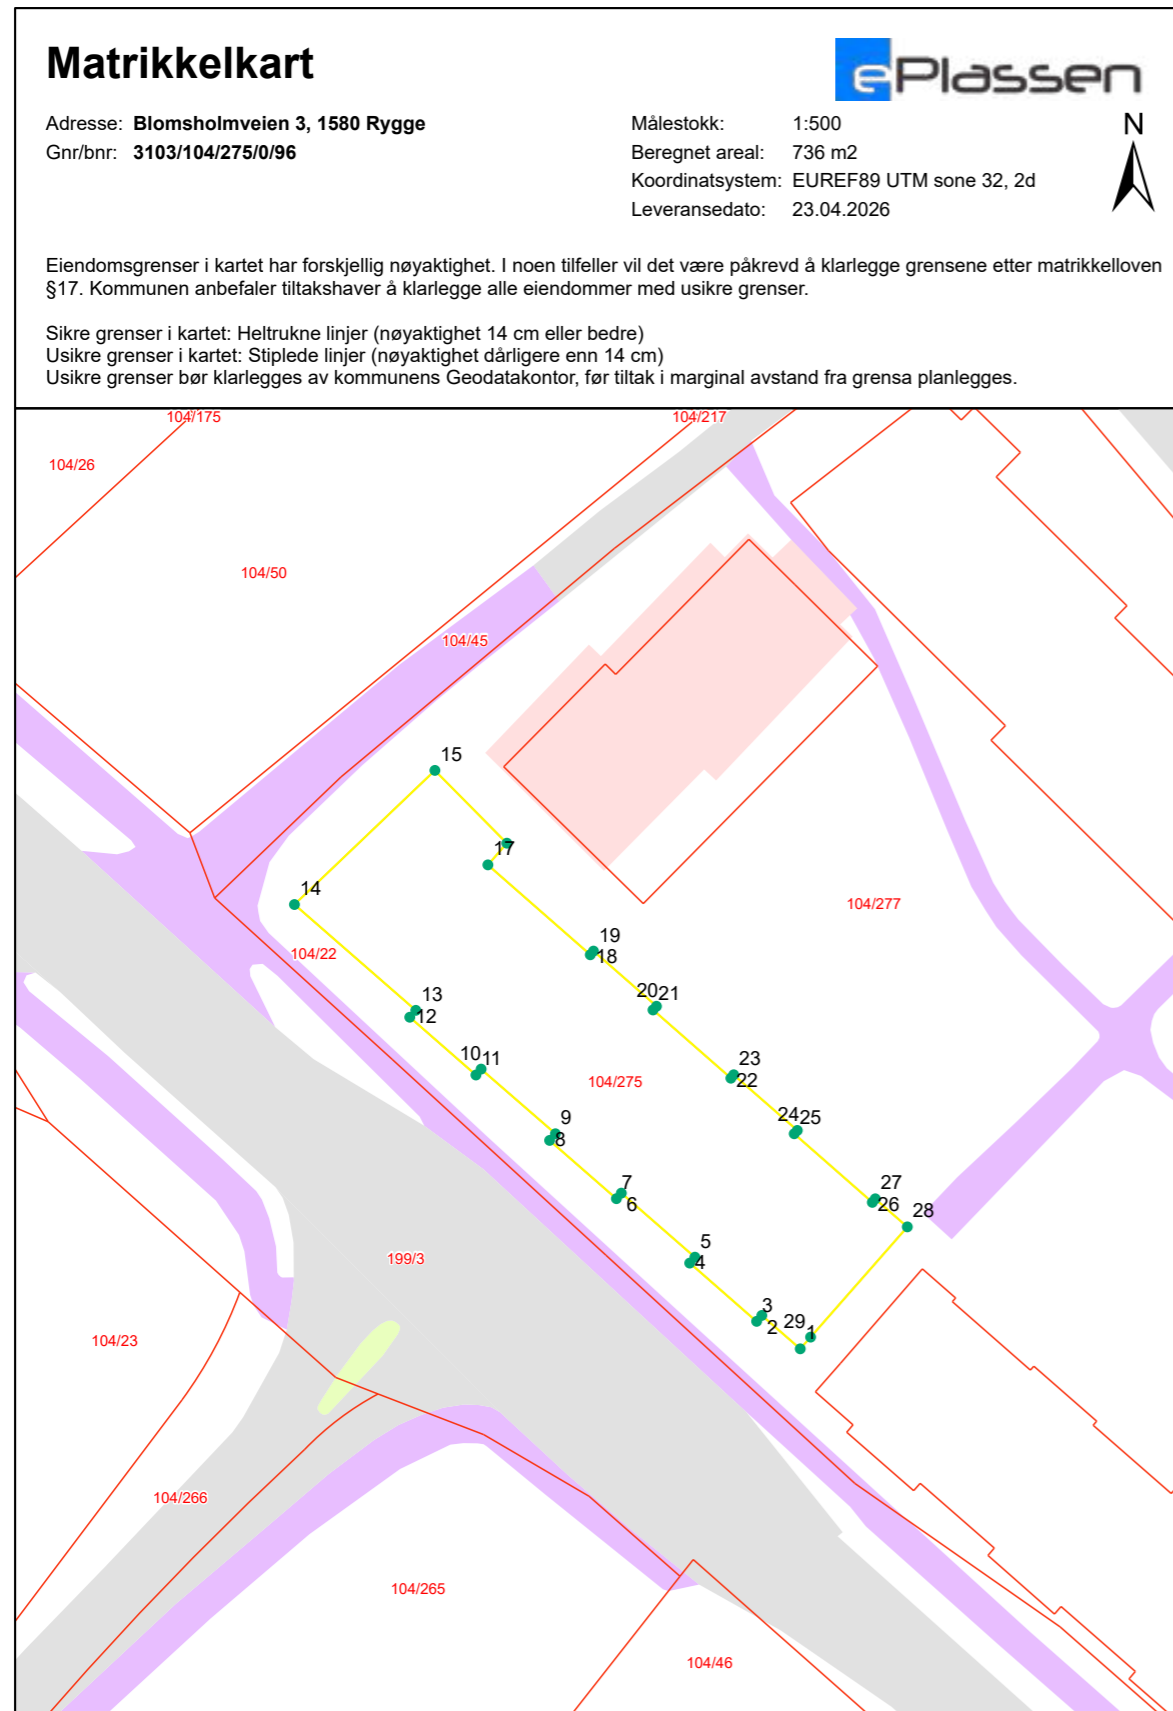 Matrikkelkart
ePlassen
Adresse: Blomsholmveien 3, 1580 Rygge
Gnr/bnr: 3103/104/275/0/96
Målestokk: 1:500
Beregnet areal: 736 m2
Koordinatsystem: EUREF89 UTM sone 32, 2d
Leveransedato: 23.04.2026
N
Eiendomsgrenser i kartet har forskjellig nøyaktighet. I noen tilfeller vil det være påkrevd å klarlegge grensene etter matrikkelloven
§17. Kommunen anbefaler tiltakshaver å klarlegge alle eiendommer med usikre grenser.
Sikre grenser i kartet: Heltrukne linjer (nøyaktighet 14 cm eller bedre)
Usikre grenser i kartet: Stiplede linjer (nøyaktighet dårligere enn 14 cm)
Usikre grenser bør klarlegges av kommunens Geodatakontor, før tiltak i marginal avstand fra grensa planlegges.
104/175
104/217
104/26
104/50
104/45
15
17
14
104/277
19
18
104/22
20
21
13
12
10
11
23
22
104/275
24
25
9
8
7
6
27
26
28
5
4
199/3
3
2
29
1
104/23
104/266
104/265
104/46